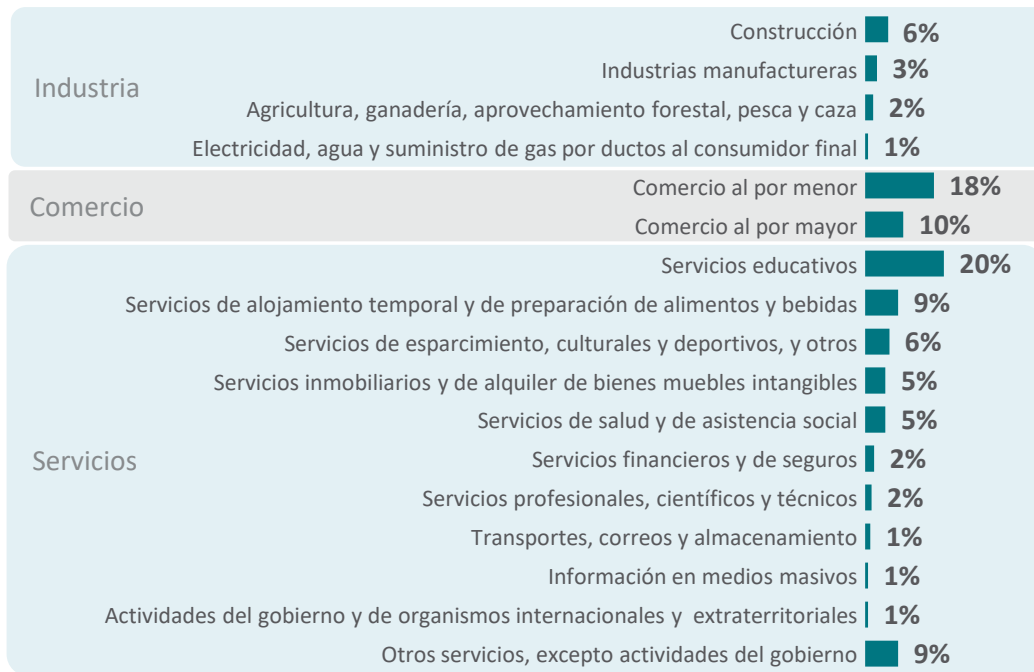 Industria
Construcción 6%
Industrias manufactureras 3%
Agricultura, ganadería, aprovechamiento forestal, pesca y caza 2%
Electricidad, agua y suministro de gas por ductos al consumidor final 1%
Comercio
Comercio al por menor 18%
Comercio al por mayor 10%
Servicios
Servicios educativos 20%
Servicios de alojamiento temporal y de preparación de alimentos y bebidas 9%
Servicios de esparcimiento, culturales y deportivos, y otros 6%
Servicios inmobiliarios y de alquiler de bienes muebles intangibles 5%
Servicios de salud y de asistencia social 5%
Servicios financieros y de seguros 2%
Servicios profesionales, científicos y técnicos 2%
Transportes, correos y almacenamiento 1%
Información en medios masivos 1%
Actividades del gobierno y de organismos internacionales y extraterritoriales 1%
Otros servicios, excepto actividades del gobierno 9%